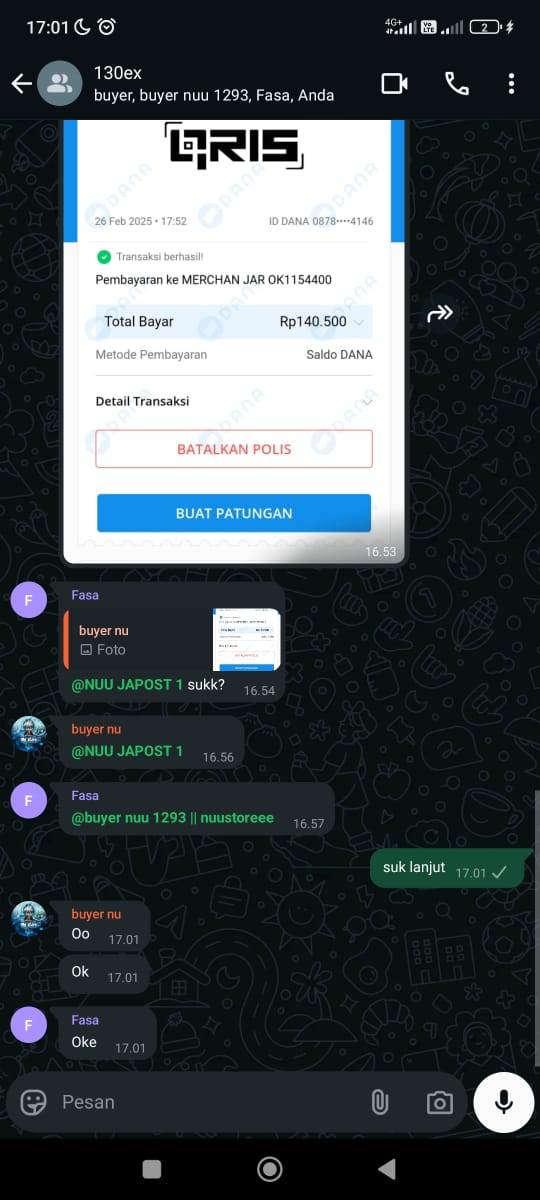 17:01
4G+
Vo LTE
2
130ex
buyer, buyer nuu 1293, Fasa, Anda
QRIS
26 Feb 2025 • 17:52
ID DANA 0878••••4146
Transaksi berhasil!
Pembayaran ke MERCHAN JAR OK1154400
Total Bayar
Rp140.500
Metode Pembayaran
Saldo DANA
Detail Transaksi
BATALKAN POLIS
BUAT PATUNGAN
DANA
16.53
F
Fasa
buyer nu
Foto
@NUU JAPOST 1 sukk?
16.54
buyer nu
@NUU JAPOST 1
16.56
F
Fasa
@buyer nuu 1293 || nuustoreee
16.57
suk lanjut
17.01
buyer nu
Oo
17.01
Ok
17.01
F
Fasa
Oke
17.01
Pesan